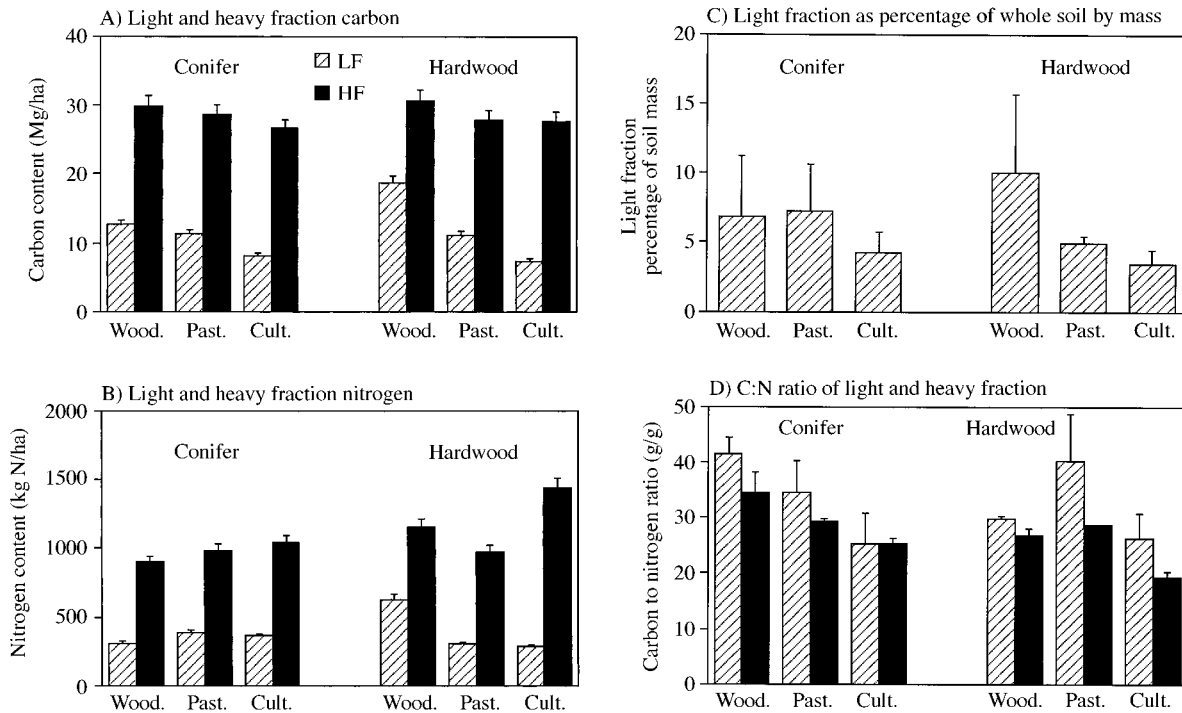 A) Light and heavy fraction carbon
Carbon content (Mg/ha)
40
30
20
10
0
Conifer
LF
HF
Hardwood
Wood. Past. Cult. Wood. Past. Cult.
B) Light and heavy fraction nitrogen
Nitrogen content (kg N/ha)
2000
1500
1000
500
0
Conifer
Hardwood
Wood. Past. Cult. Wood. Past. Cult.
C) Light fraction as percentage of whole soil by mass
Light fraction
percentage of soil mass
20
15
10
5
0
Conifer
Hardwood
Wood. Past. Cult. Wood. Past. Cult.
D) C:N ratio of light and heavy fraction
Carbon to nitrogen ratio (g/g)
50
40
30
20
10
0
Conifer
Hardwood
Wood. Past. Cult. Wood. Past. Cult.